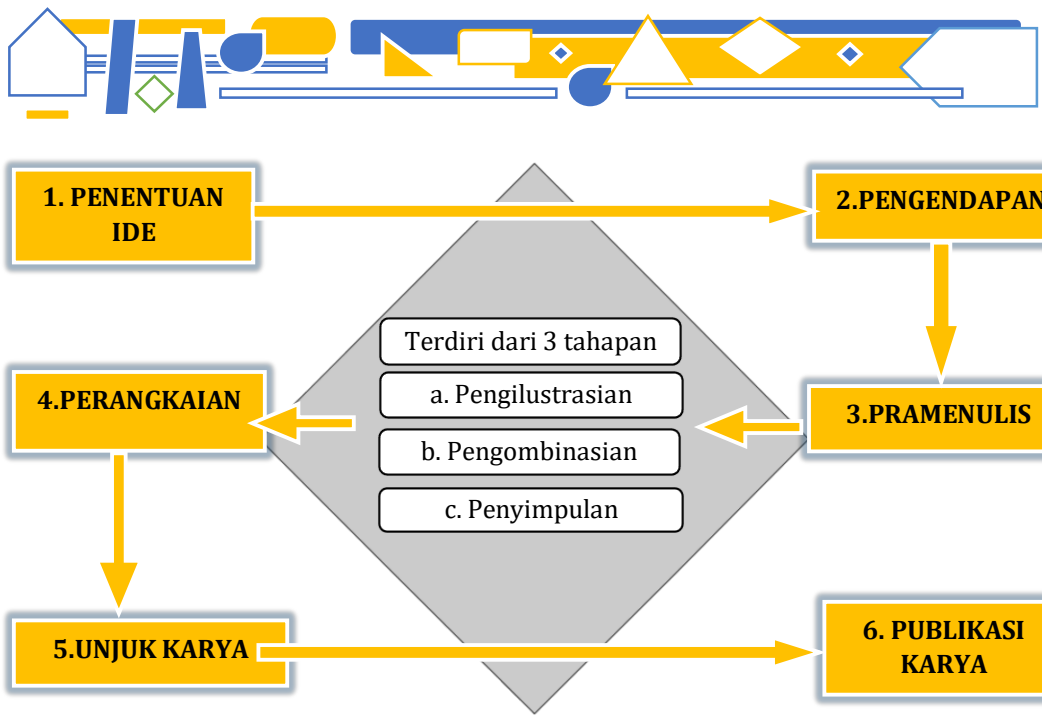 1. PENENTUAN
IDE
2.PENGENDAPAN
3.PRAMENULIS
Terdiri dari 3 tahapan
a. Pengilustrasian
b. Pengombinasian
c. Penyimpulan
4.PERANGKAIAN
5.UNJUK KARYA
6. PUBLIKASI
KARYA